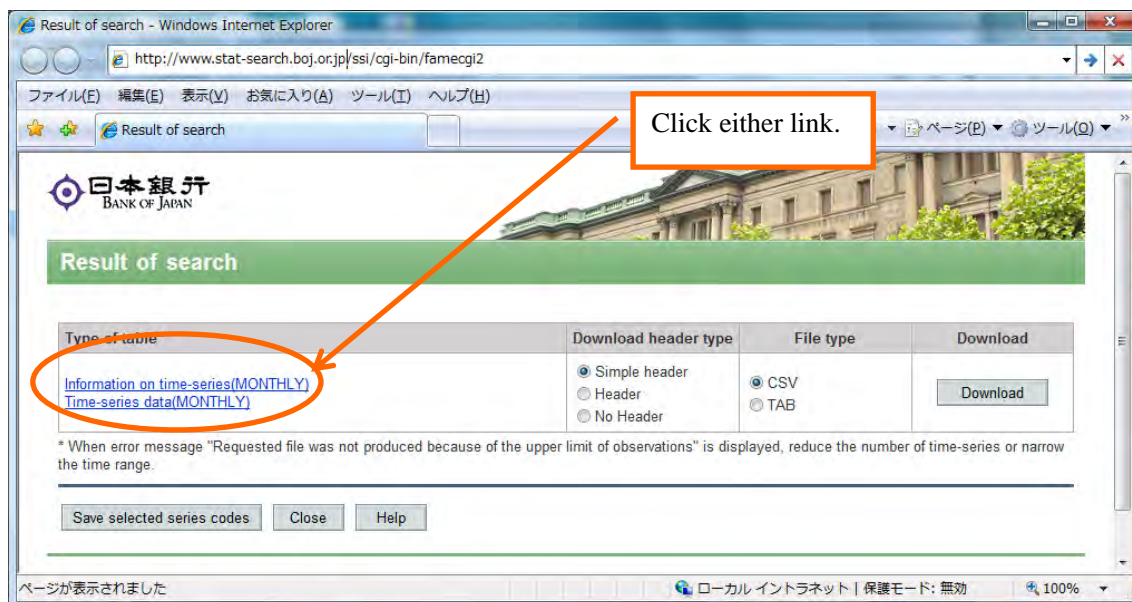 Result of search - Windows Internet Explorer
http://www.stat-search.boj.or.jp/ssi/cgi-bin/famecgi2
ファイル(F) 編集(E) 表示(V) お気に入り(A) ツール(T) ヘルプ(H)
Result of search
ページ(P) ツール(O) »
Click either link.
日本銀行
BANK OF JAPAN
Result of search
Type of table Download header type File type Download
Information on time-series(MONTHLY)
Time-series data(MONTHLY)
Simple header
Header
No Header
CSV
TAB
Download
* When error message "Requested file was not produced because of the upper limit of observations" is displayed, reduce the number of time-series or narrow
the time range.
Save selected series codes Close Help
ページが表示されました ローカル イントラネット | 保護モード: 無効 100%